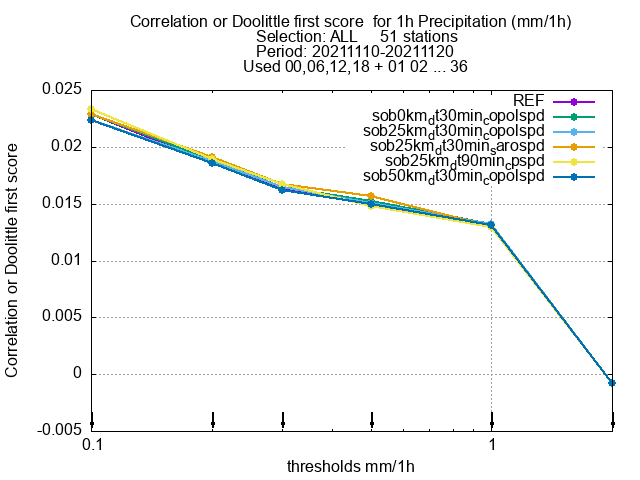 Correlation or Doolittle first score  for 1h Precipitation (mm/1h)
Selection: ALL     51 stations
Period: 20211110-20211120
Used 00,06,12,18 + 01 02 ... 36
REF
sob0km_dt30min_copolspd
sob25km_dt30min_copolspd
sob25km_dt30min_sarospd
sob25km_dt90min_cpspd
sob50km_dt30min_copolspd
Correlation or Doolittle first score
0.025
0.02
0.015
0.01
0.005
0
-0.005
0.1
1
thresholds mm/1h